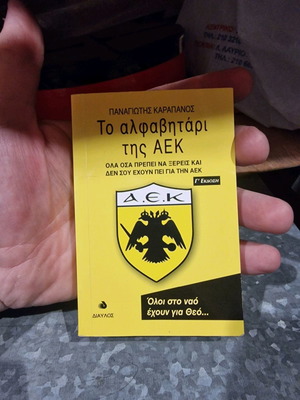 ΠΑΝΑΓΙΩΤΗΣ ΚΑΡΑΠΑΝΟΣ
Το αλφαβητάρι
της ΑΕΚ
ΟΛΑ ΟΣΑ ΠΡΕΠΕΙ ΝΑ ΞΕΡΕΙΣ ΚΑΙ
ΔΕΝ ΣΟΥ ΕΧΟΥΝ ΠΕΙ ΓΙΑ ΤΗΝ ΑΕΚ
Γ' ΕΚΔΟΣΗ
Α.Ε.Κ
Όλοι στο ναό
έχουν για Θεό...
ΔΙΑΥΛΟΣ